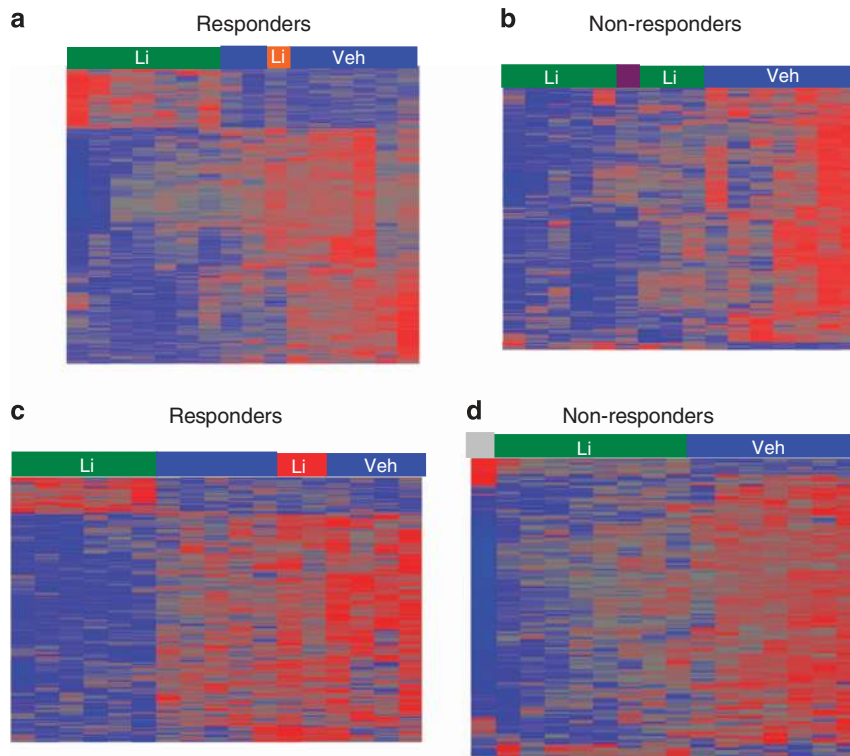 a
Responders
Li
Li
Veh
b
Non-responders
Li
Li
Veh
c
Responders
Li
Li
Veh
d
Non-responders
Li
Veh